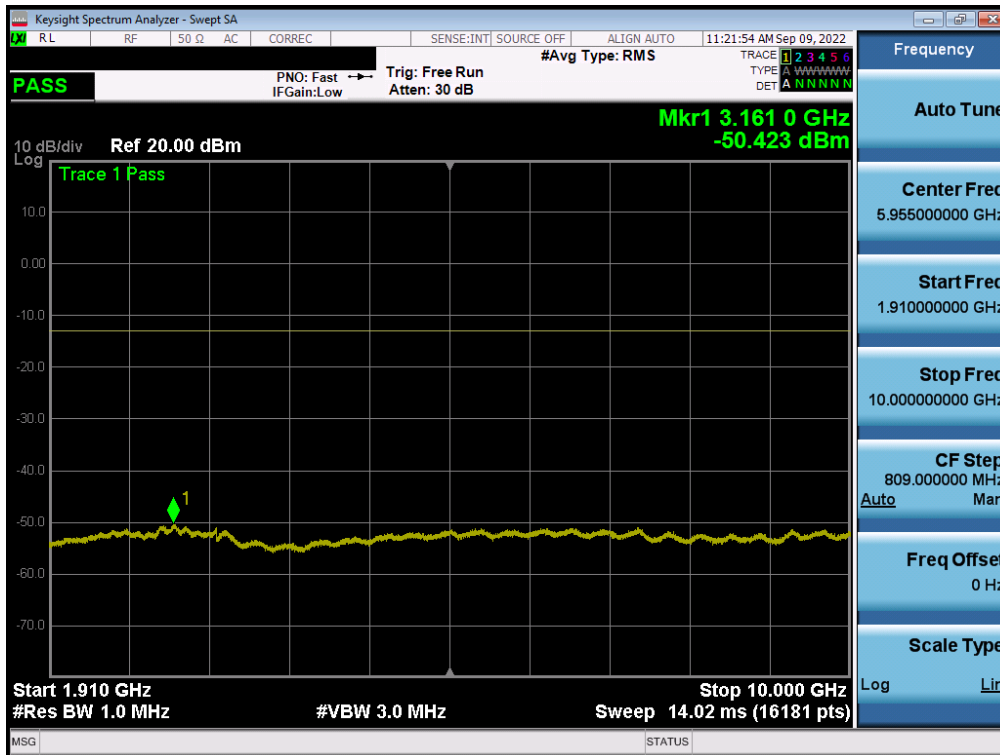 Keysight Spectrum Analyzer - Swept SA
LXI RL RF 50 Ω AC CORREC SENSE:INT SOURCE OFF ALIGN AUTO 11:21:54 AM Sep 09, 2022
PASS
PNO: Fast
IFGain:Low
Trig: Free Run
Atten: 30 dB
#Avg Type: RMS
TRACE 1 2 3 4 5 6
TYPE A WWWWW
DET A N N N N N
Mkr1 3.161 0 GHz
-50.423 dBm
10 dB/div
Log
Ref 20.00 dBm
Trace 1 Pass
10.0
0.00
-10.0
-20.0
-30.0
-40.0
1
-50.0
-60.0
-70.0
Start 1.910 GHz
Stop 10.000 GHz
#Res BW 1.0 MHz
#VBW 3.0 MHz
Sweep 14.02 ms (16181 pts)
MSG
STATUS
Frequency
Auto Tune
Center Freq
5.955000000 GHz
Start Freq
1.910000000 GHz
Stop Freq
10.000000000 GHz
CF Step
809.000000 MHz
Auto Man
Freq Offset
0 Hz
Scale Type
Log Lin